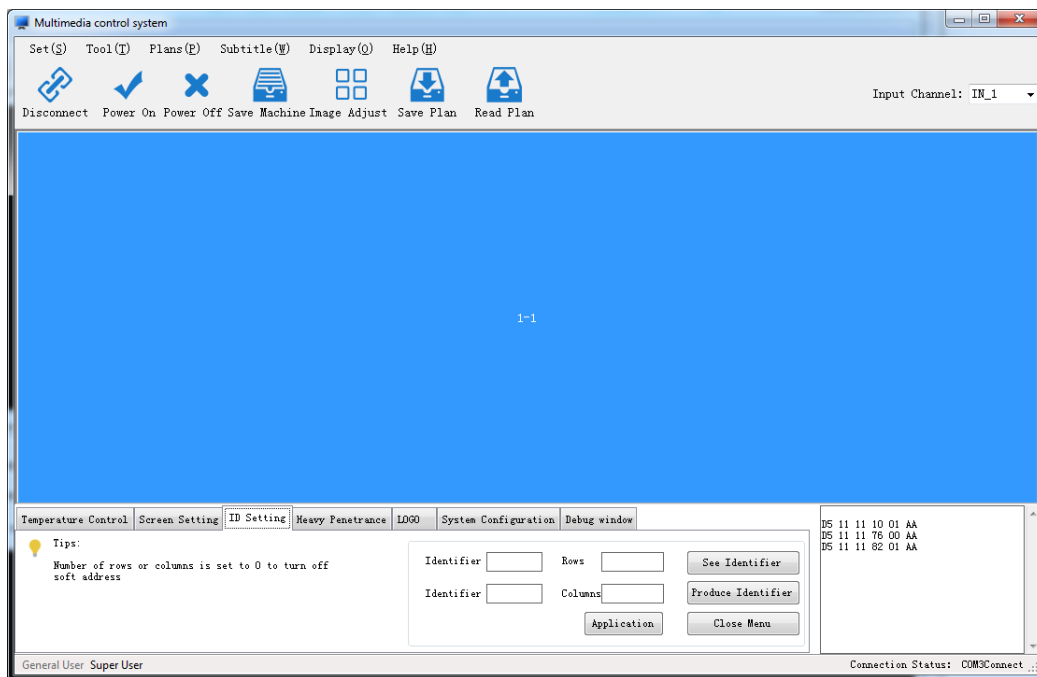 Multimedia control system
Set(S) Tool(T) Plans(P) Subtitle(W) Display(O) Help(H)
Disconnect Power On Power Off Save Machine Image Adjust Save Plan Read Plan
Input Channel: IN_1
1-1
Temperature Control Screen Setting ID Setting Heavy Penetrance LOGO System Configuration Debug window
Tips:
Number of rows or columns is set to 0 to turn off
soft address
Identifier Rows See Identifier
Identifier Columns Produce Identifier
Application Close Menu
D5 11 11 10 01 AA
D5 11 11 76 00 AA
D5 11 11 82 01 AA
General User Super User Connection Status: COM3Connect